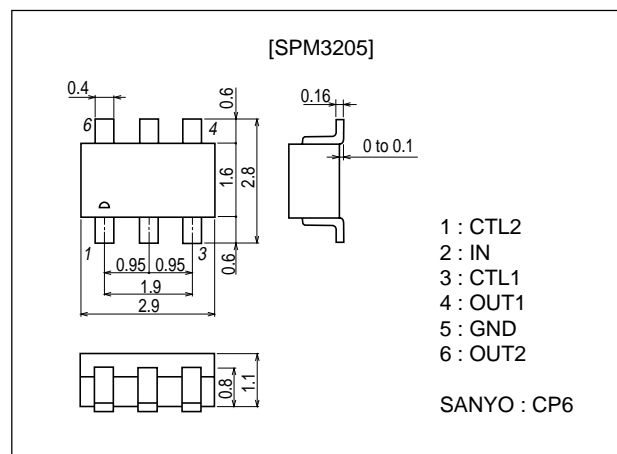 [SPM3205]
0.4
0.6
6
4
1.6
2.8
1
3
0.6
0.95 0.95
1.9
2.9
0.16
0 to 0.1
0.8
1.1
1 : CTL2
2 : IN
3 : CTL1
4 : OUT1
5 : GND
6 : OUT2
SANYO : CP6